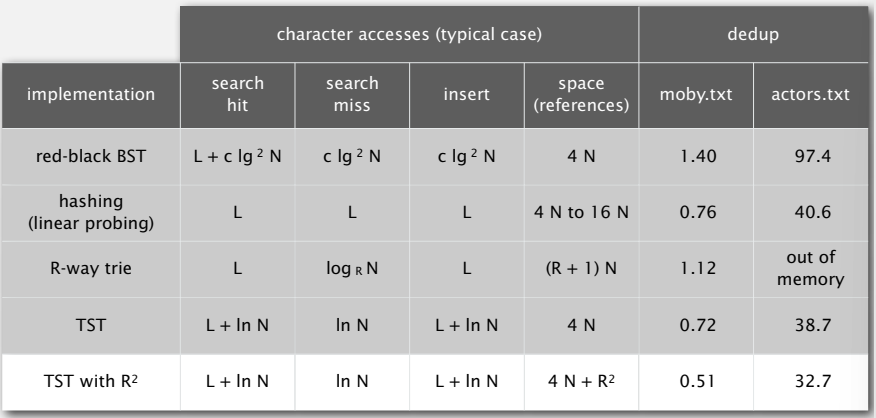 character accesses (typical case) dedup
implementation search hit search miss insert space (references) moby.txt actors.txt
red-black BST L + c lg ² N c lg ² N c lg ² N 4 N 1.40 97.4
hashing (linear probing) L L L 4 N to 16 N 0.76 40.6
R-way trie L log R N L (R + 1) N 1.12 out of memory
TST L + ln N ln N L + ln N 4 N 0.72 38.7
TST with R² L + ln N ln N L + ln N 4 N + R² 0.51 32.7